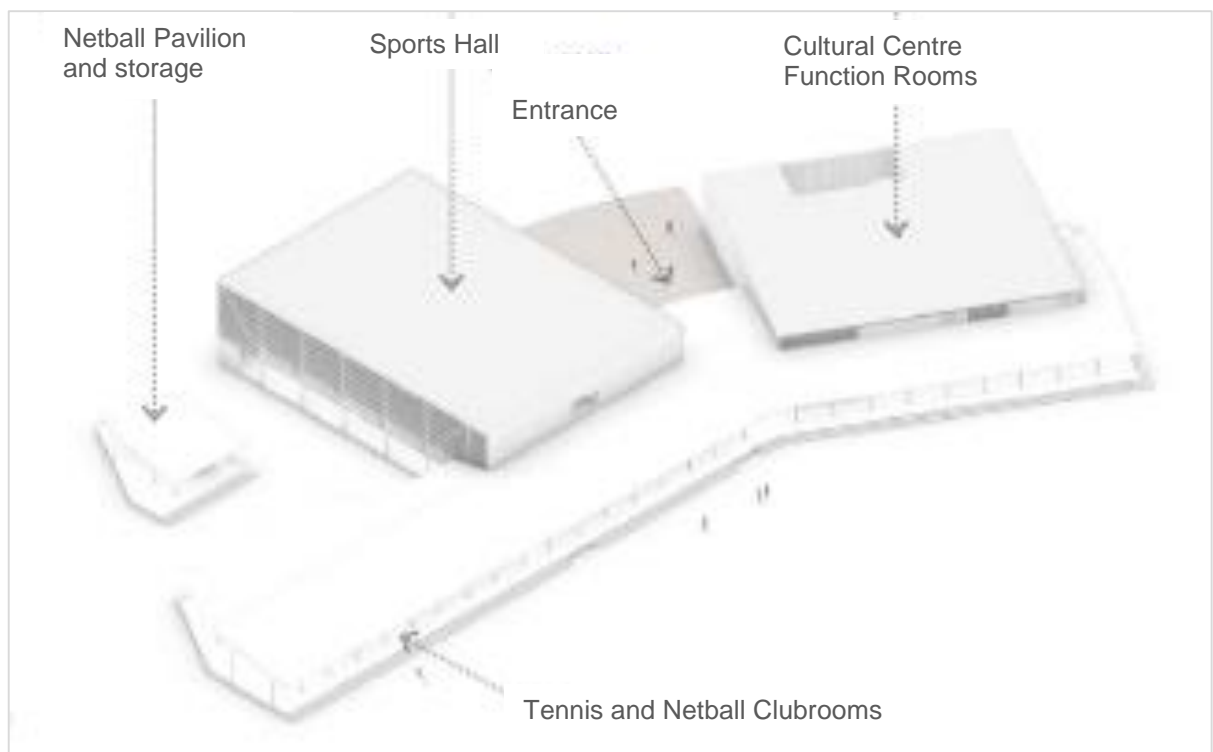 Netball Pavilion
and storage
Sports Hall
Entrance
Cultural Centre
Function Rooms
Tennis and Netball Clubrooms